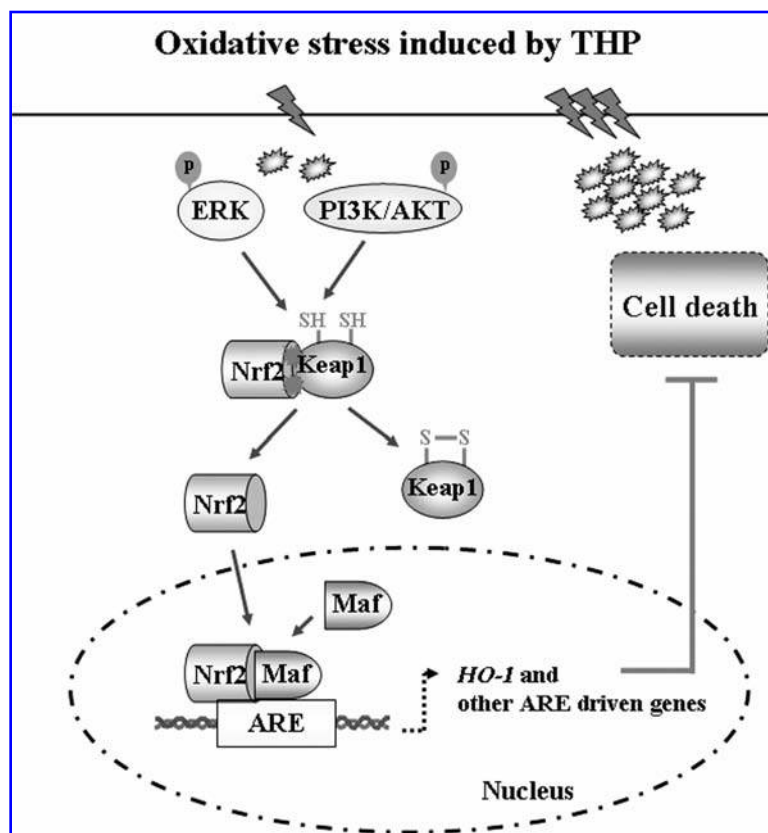 Oxidative stress induced by THP
P
P
ERK
PI3K/AKT
Cell death
SH SH
Nrf2
Keap1
S S
Keap1
Nrf2
Maf
Nrf2
Maf
HO-1 and
other ARE driven genes
ARE
Nucleus